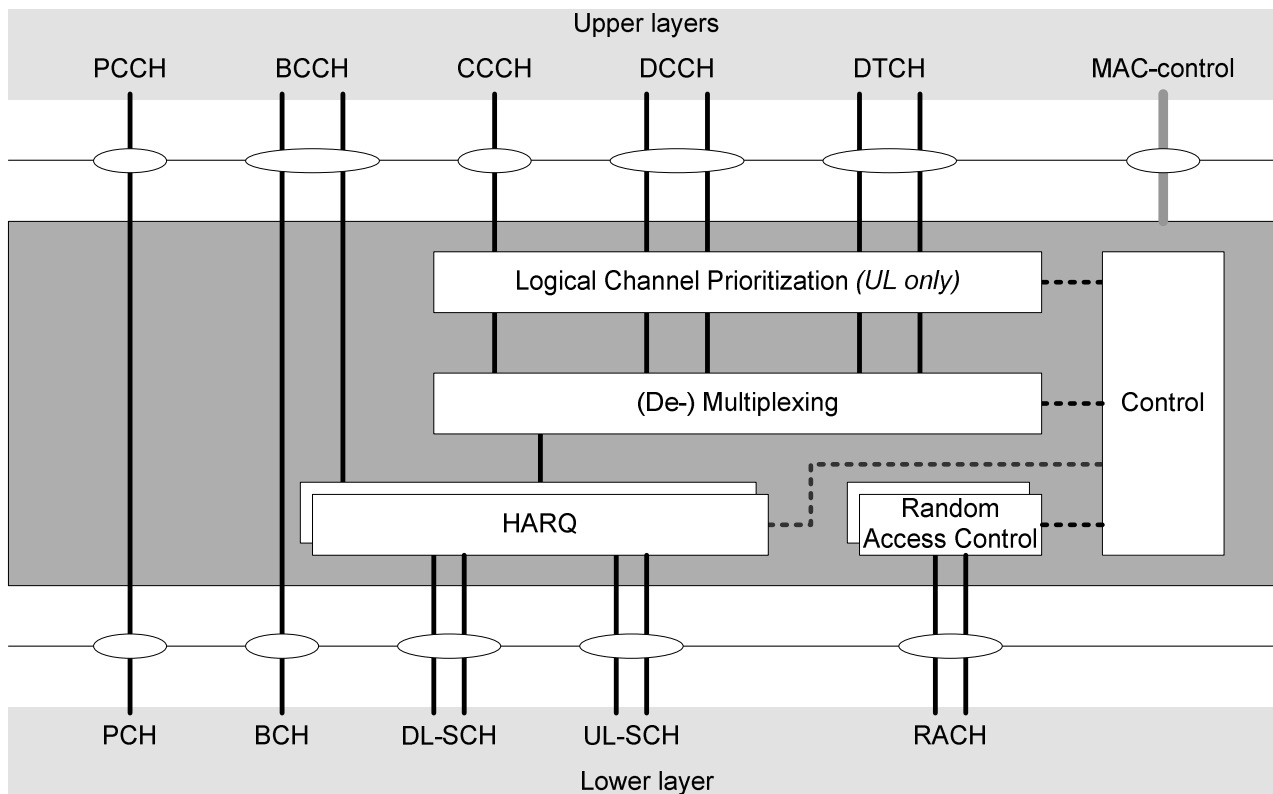 Upper layers
PCCH BCCH CCCH DCCH DTCH MAC-control
Logical Channel Prioritization (UL only)
(De-) Multiplexing
Control
HARQ
Random
Access Control
PCH BCH DL-SCH UL-SCH RACH
Lower layer